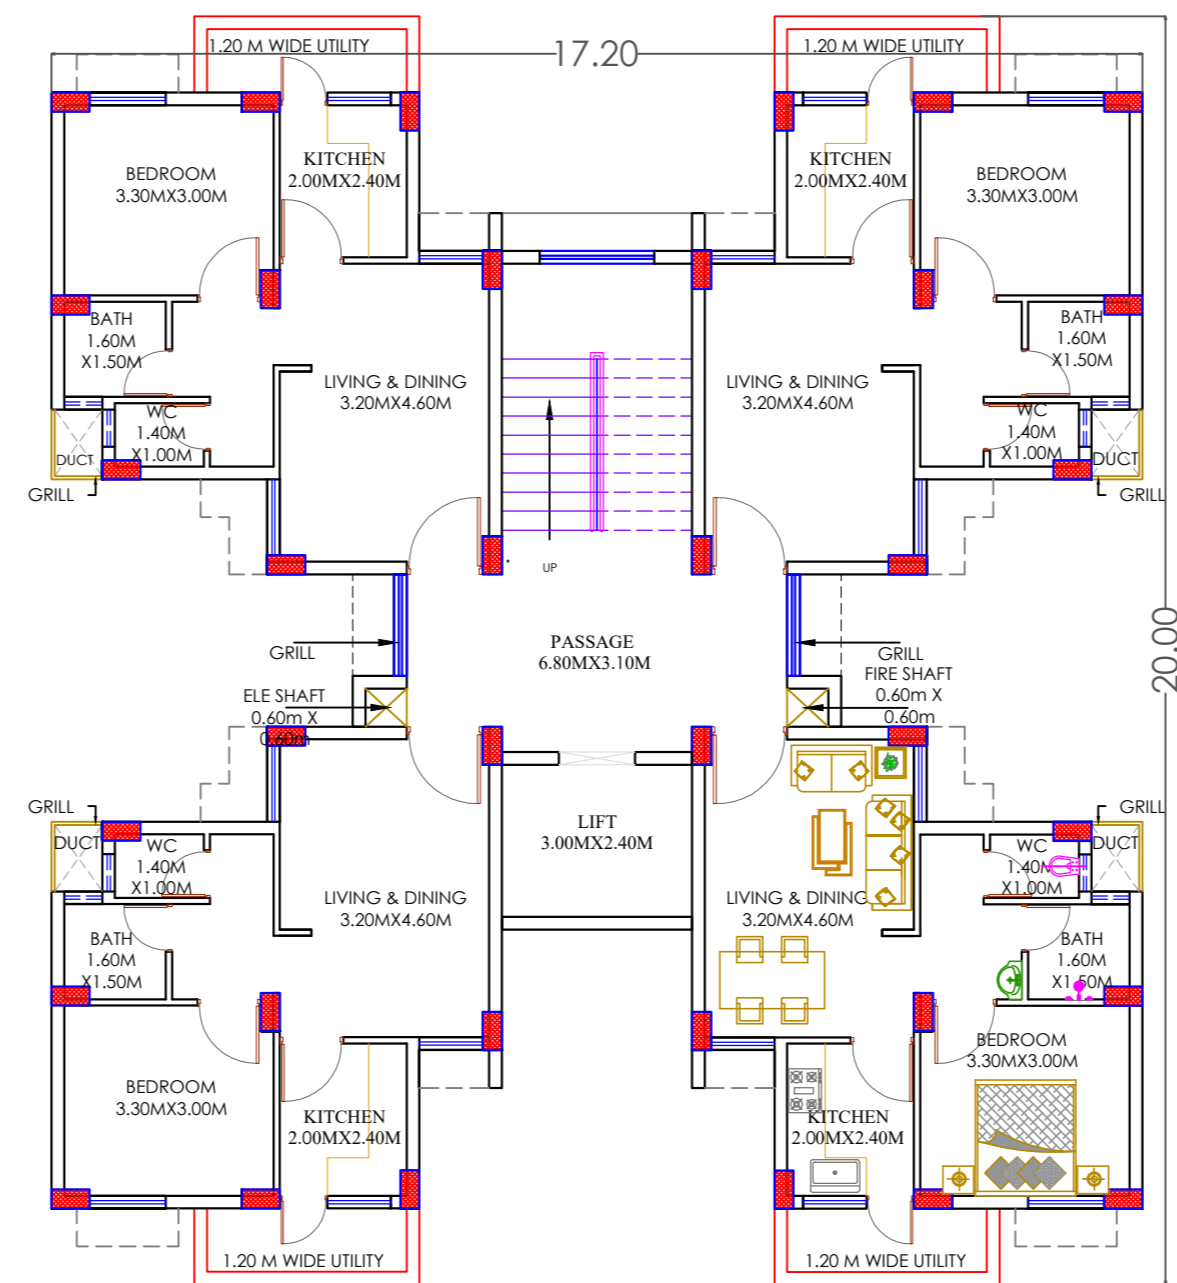 1.20 M WIDE UTILITY
1.20 M WIDE UTILITY
17.20
BEDROOM
3.30MX3.00M
KITCHEN
2.00MX2.40M
KITCHEN
2.00MX2.40M
BEDROOM
3.30MX3.00M
BATH
1.60M
X1.50M
BATH
1.60M
X1.50M
LIVING & DINING
3.20MX4.60M
LIVING & DINING
3.20MX4.60M
WC
1.40M
X1.00M
WC
1.40M
X1.00M
DUCT
DUCT
GRILL
GRILL
UP
PASSAGE
6.80MX3.10M
GRILL
GRILL
ELE SHAFT
0.60m X
0.60m
FIRE SHAFT
0.60m X
0.60m
20.00
GRILL
GRILL
LIFT
3.00MX2.40M
DUCT
WC
1.40M
X1.00M
WC
1.40M
X1.00M
DUCT
LIVING & DINING
3.20MX4.60M
LIVING & DINING
3.20MX4.60M
BATH
1.60M
X1.50M
BATH
1.60M
X1.50M
BEDROOM
3.30MX3.00M
BEDROOM
3.30MX3.00M
KITCHEN
2.00MX2.40M
KITCHEN
2.00MX2.40M
1.20 M WIDE UTILITY
1.20 M WIDE UTILITY